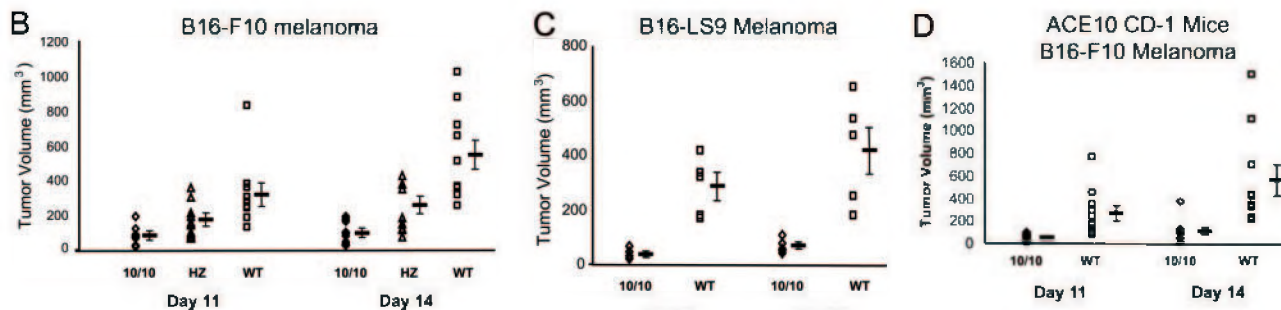 B
B16-F10 melanoma
Tumor Volume (mm³)
1200
1000
800
600
400
200
0
10/10 HZ WT 10/10 HZ WT
Day 11 Day 14
C
B16-LS9 Melanoma
Tumor Volume (mm³)
800
600
400
200
0
10/10 WT 10/10 WT
D
ACE10 CD-1 Mice
B16-F10 Melanoma
Tumor Volume (mm³)
1600
1400
1200
1000
800
600
400
200
0
10/10 WT 10/10 WT
Day 11 Day 14